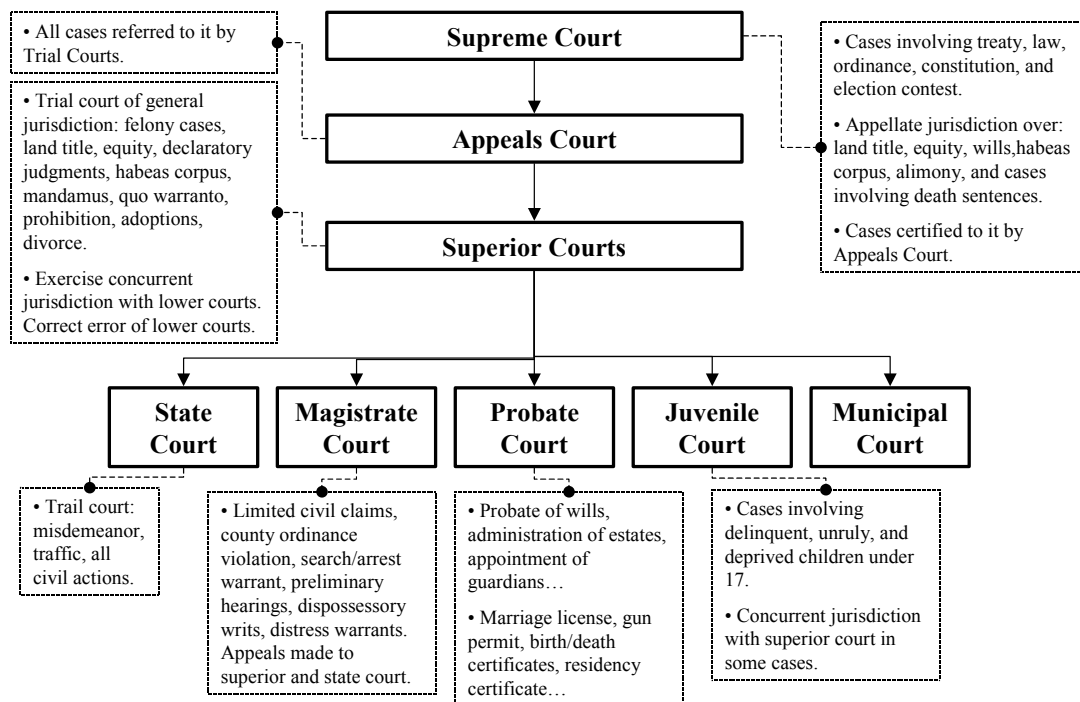 • All cases referred to it by
Trial Courts.
Supreme Court
• Cases involving treaty, law,
ordinance, constitution, and
election contest.
• Appellate jurisdiction over:
land title, equity, wills,habeas
corpus, alimony, and cases
involving death sentences.
• Cases certified to it by
Appeals Court.
• Trial court of general
jurisdiction: felony cases,
land title, equity, declaratory
judgments, habeas corpus,
mandamus, quo warranto,
prohibition, adoptions,
divorce.
• Exercise concurrent
jurisdiction with lower courts.
Correct error of lower courts.
Appeals Court
Superior Courts
State
Court
Magistrate
Court
Probate
Court
Juvenile
Court
Municipal
Court
• Trail court:
misdemeanor,
traffic, all
civil actions.
• Limited civil claims,
county ordinance
violation, search/arrest
warrant, preliminary
hearings, dispossessory
writs, distress warrants.
Appeals made to
superior and state court.
• Probate of wills,
administration of estates,
appointment of
guardians…
• Marriage license, gun
permit, birth/death
certificates, residency
certificate…
• Cases involving
delinquent, unruly, and
deprived children under
17.
• Concurrent jurisdiction
with superior court in
some cases.